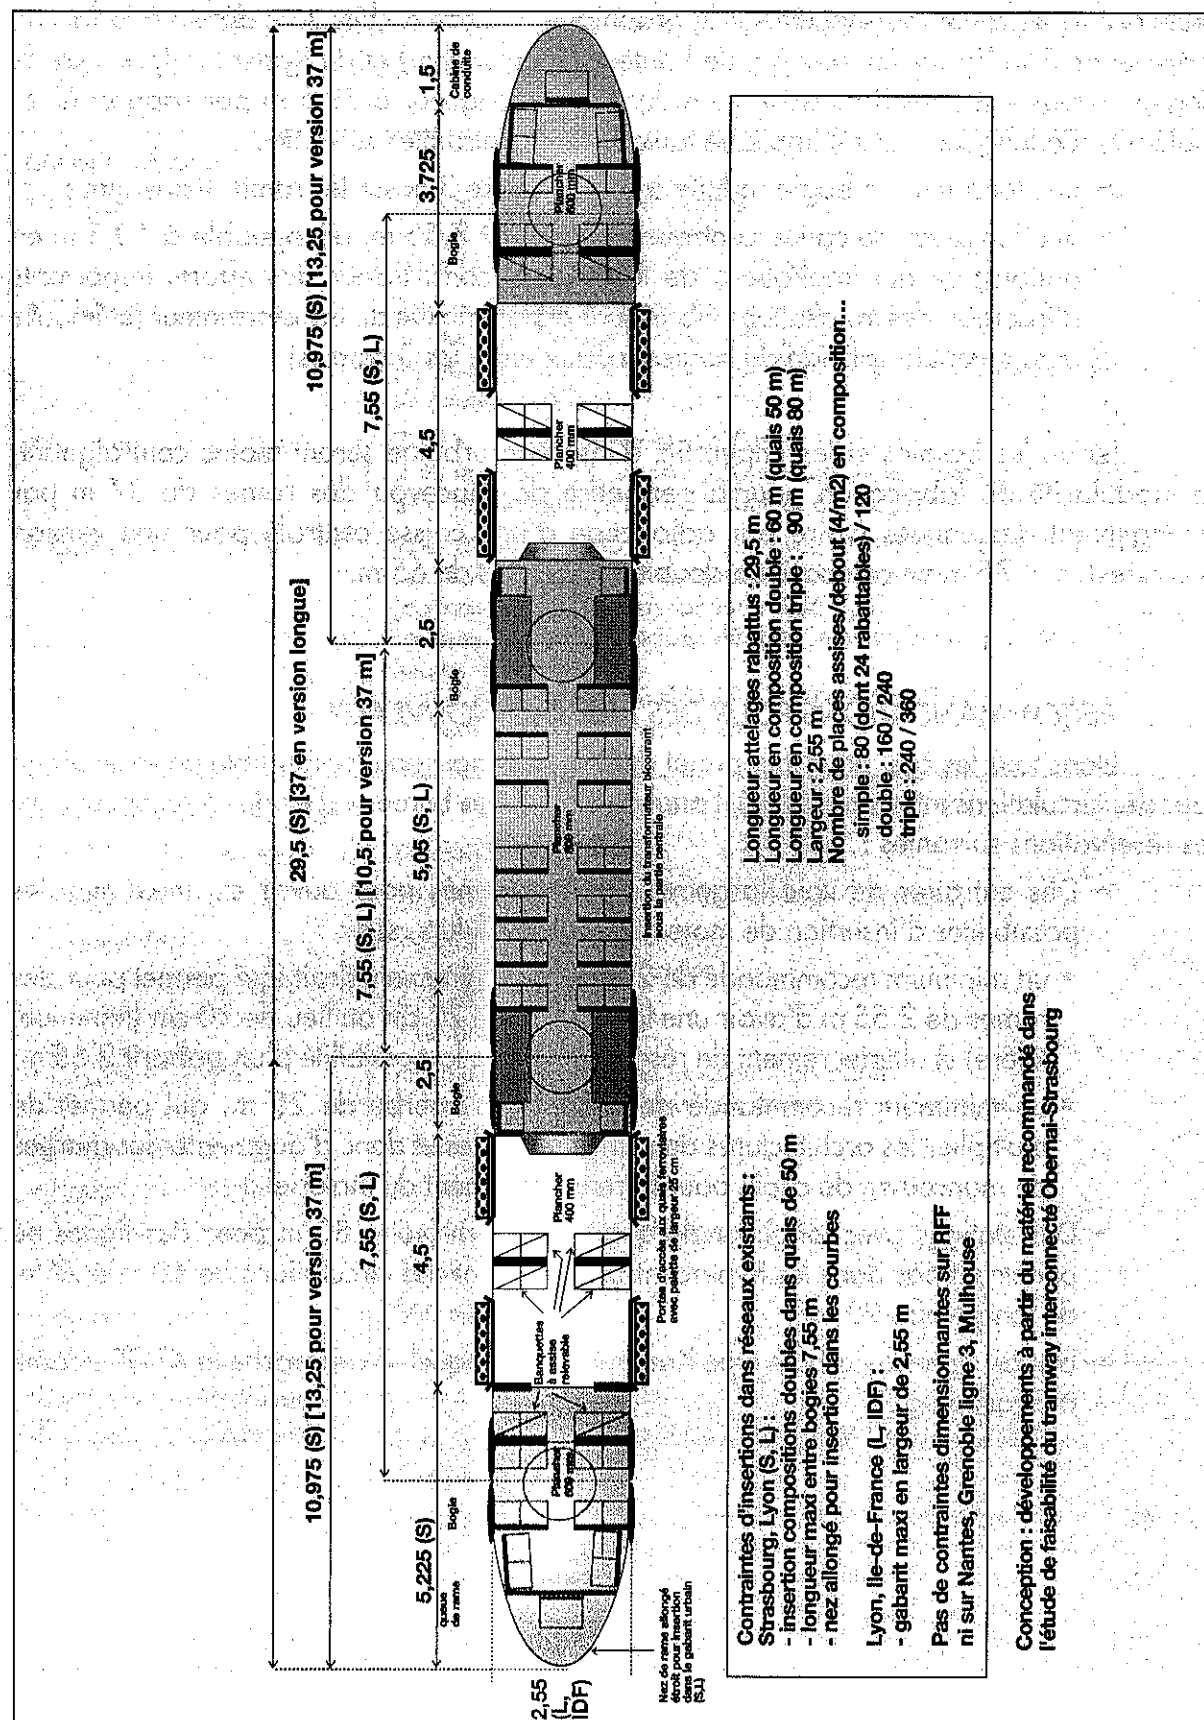 29,5 (S) [37 en version longue]
10,975 (S) [13,25 pour version 37 m]
7,55 (S, L) [10,5 pour version 37 m]
10,975 (S) [13,25 pour version 37 m]
7,55 (S, L)
7,55 (S, L)
5,225 (S)
4,5
2,5
5,05 (S, L)
2,5
4,5
3,725
1,5
queue
de rame
Bogie
Bogie
Bogie
Bogie
Cabine de
conduite
2,55
(L,
IDF)
Plancher
600 mm
Banquettes
à assise
relevable
Plancher
400 mm
Plancher
Plancher
400 mm
Plancher
600 mm
Nez de rame allongé
étroit pour insertion
dans le gabarit urbain
(S,L)
Portes d'accès aux quais ferroviaires
avec palette de largeur 25 cm
Insertion du transformateur bicourant
sous la partie centrale
Contraintes d'insertions dans réseaux existants :
Strasbourg, Lyon (S, L) :
- insertion compositions doubles dans quais de 50 m
- longueur maxi entre bogies 7,55 m
- nez allongé pour insertion dans les courbes
Lyon, Ile-de-France (L, IDF) :
- gabarit maxi en largeur de 2,55 m
Pas de contraintes dimensionnantes sur RFF
ni sur Nantes, Grenoble ligne 3, Mulhouse
Longueur attelages rabattus : 29,5 m
Longueur en composition double : 60 m (quais 50 m)
Longueur en composition triple : 90 m (quais 80 m)
Largeur : 2,55 m
Nombre de places assises/debout (4/m2) en composition...
simple : 80 (dont 24 rabattables) / 120
double : 160 / 240
triple : 240 / 360
Conception : développements à partir du matériel recommandé dans
l'étude de faisabilité du tramway interconnecté Obernai-Strasbourg